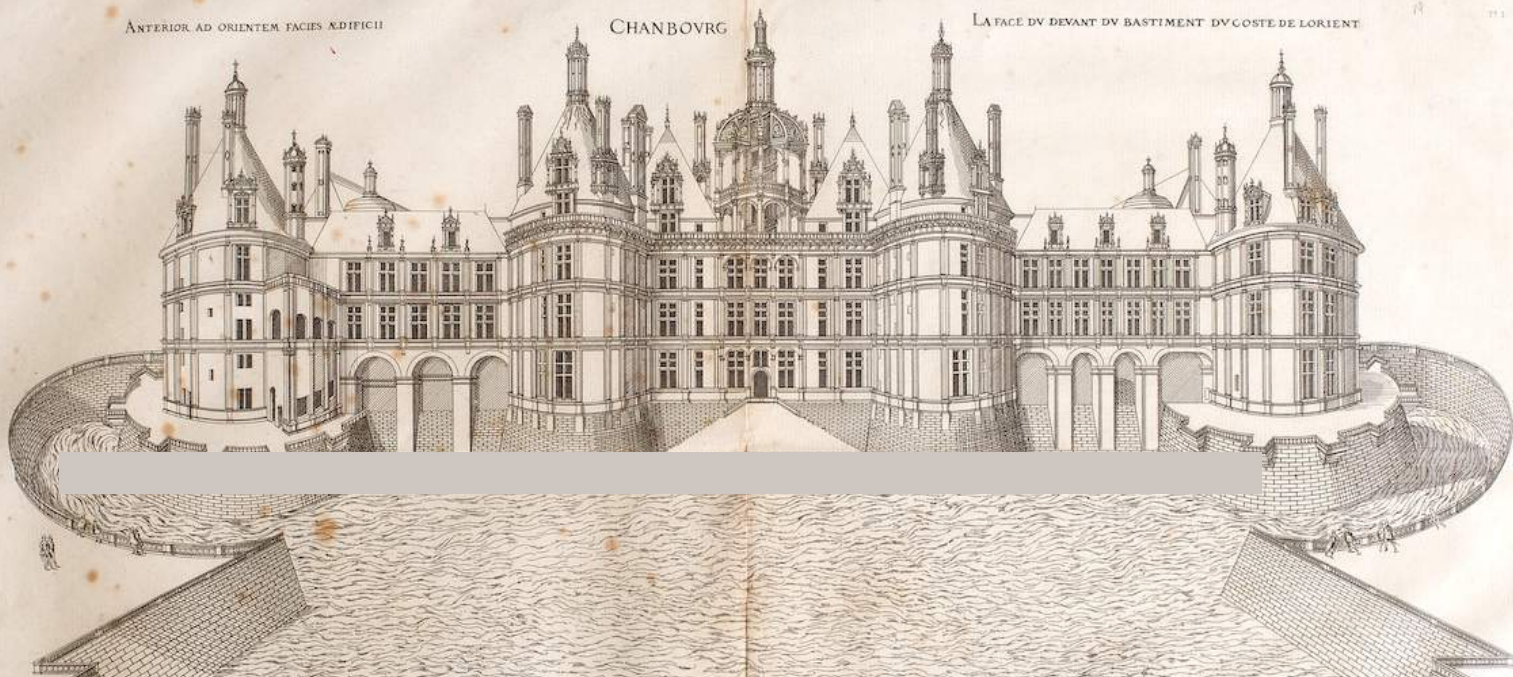 ANTERIOR AD ORIENTEM FACIES ÆDIFICII
CHANBOVRG
LA FACE DV DEVANT DV BASTIMENT DV COSTE DE LORIENT